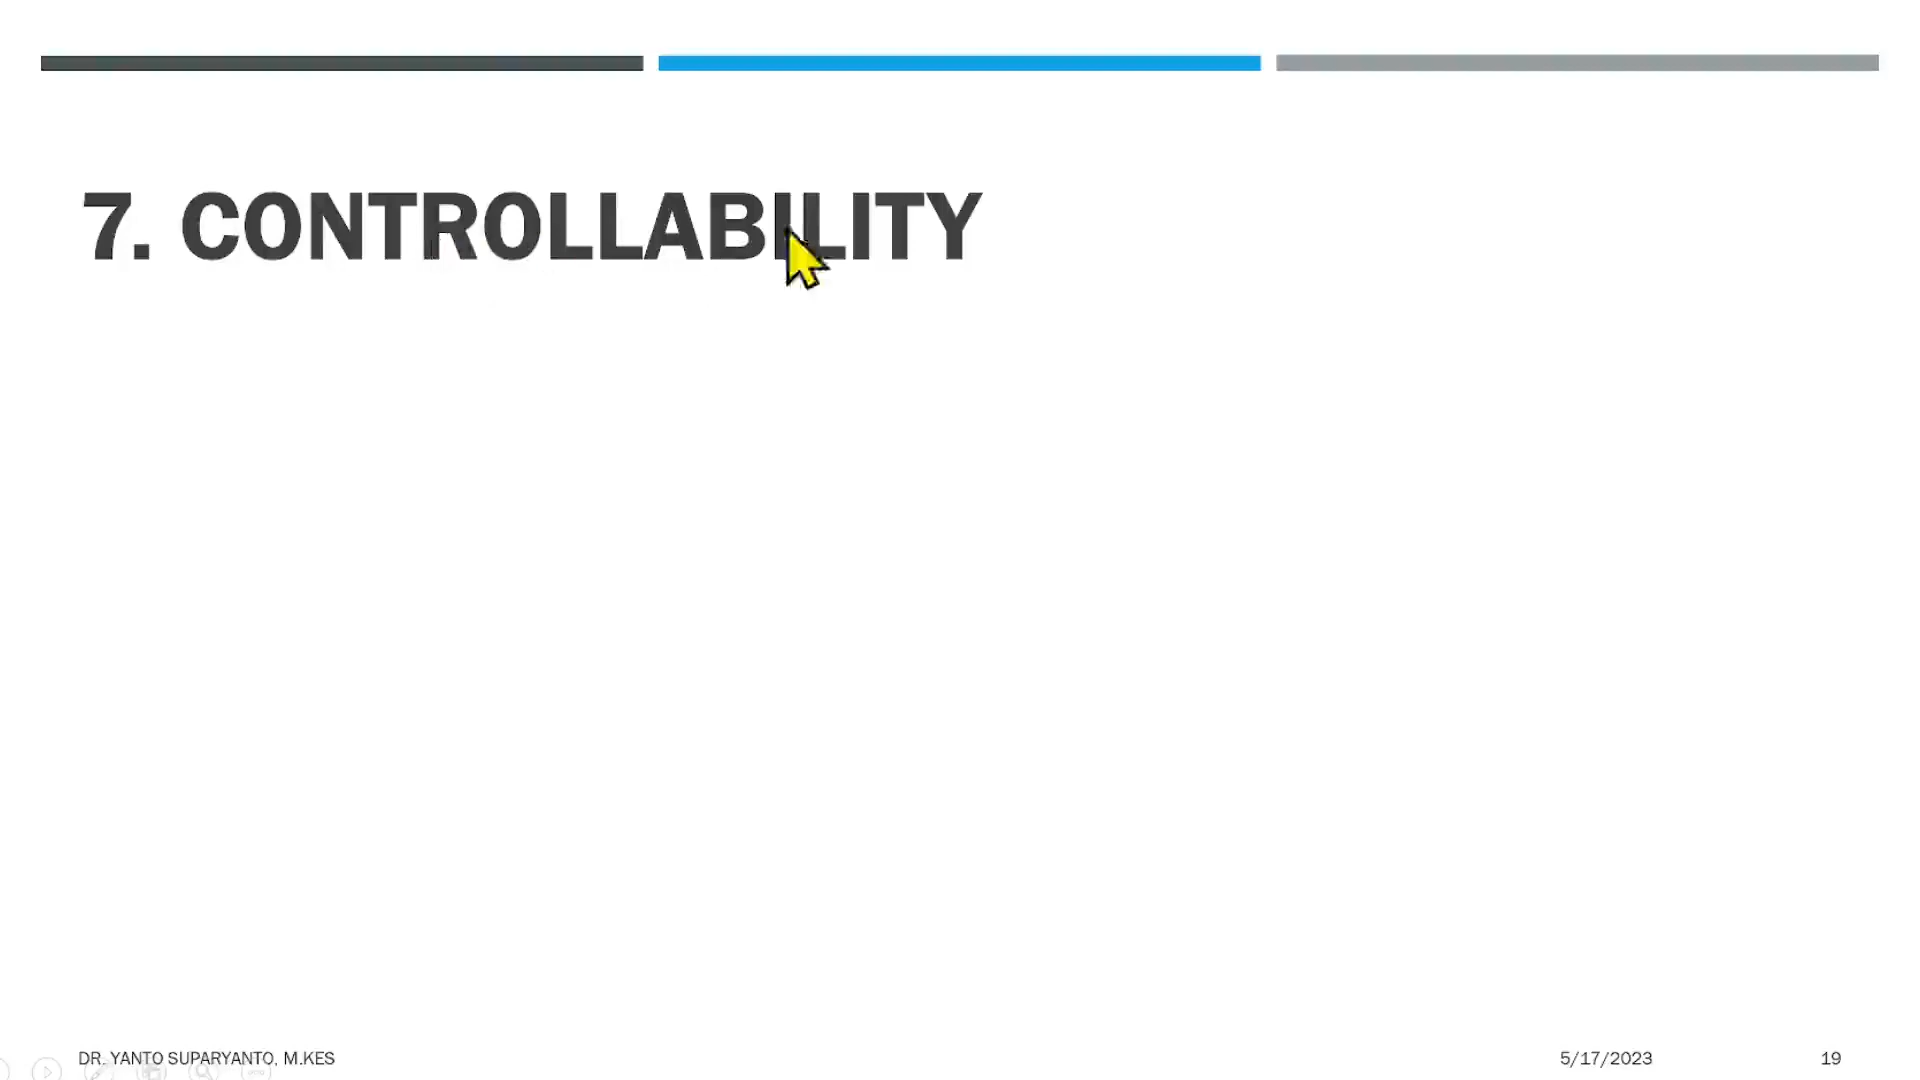 7. CONTROLLABILITY
DR. YANTO SUPARYANTO, M.KES
5/17/2023
19